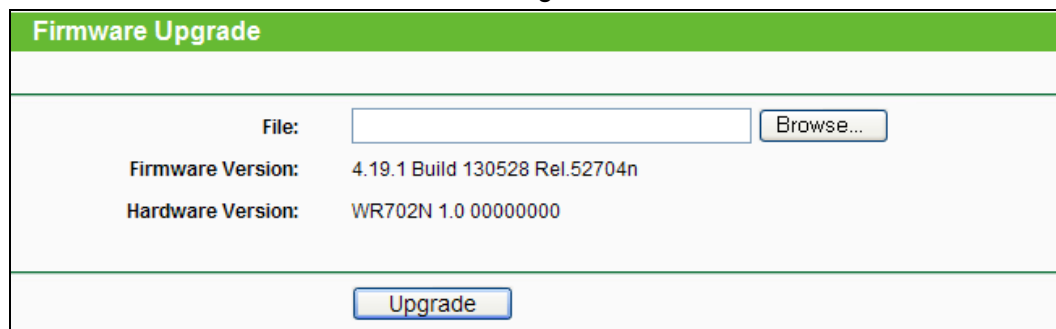 Firmware Upgrade
File:
Browse...
Firmware Version: 4.19.1 Build 130528 Rel.52704n
Hardware Version: WR702N 1.0 00000000
Upgrade